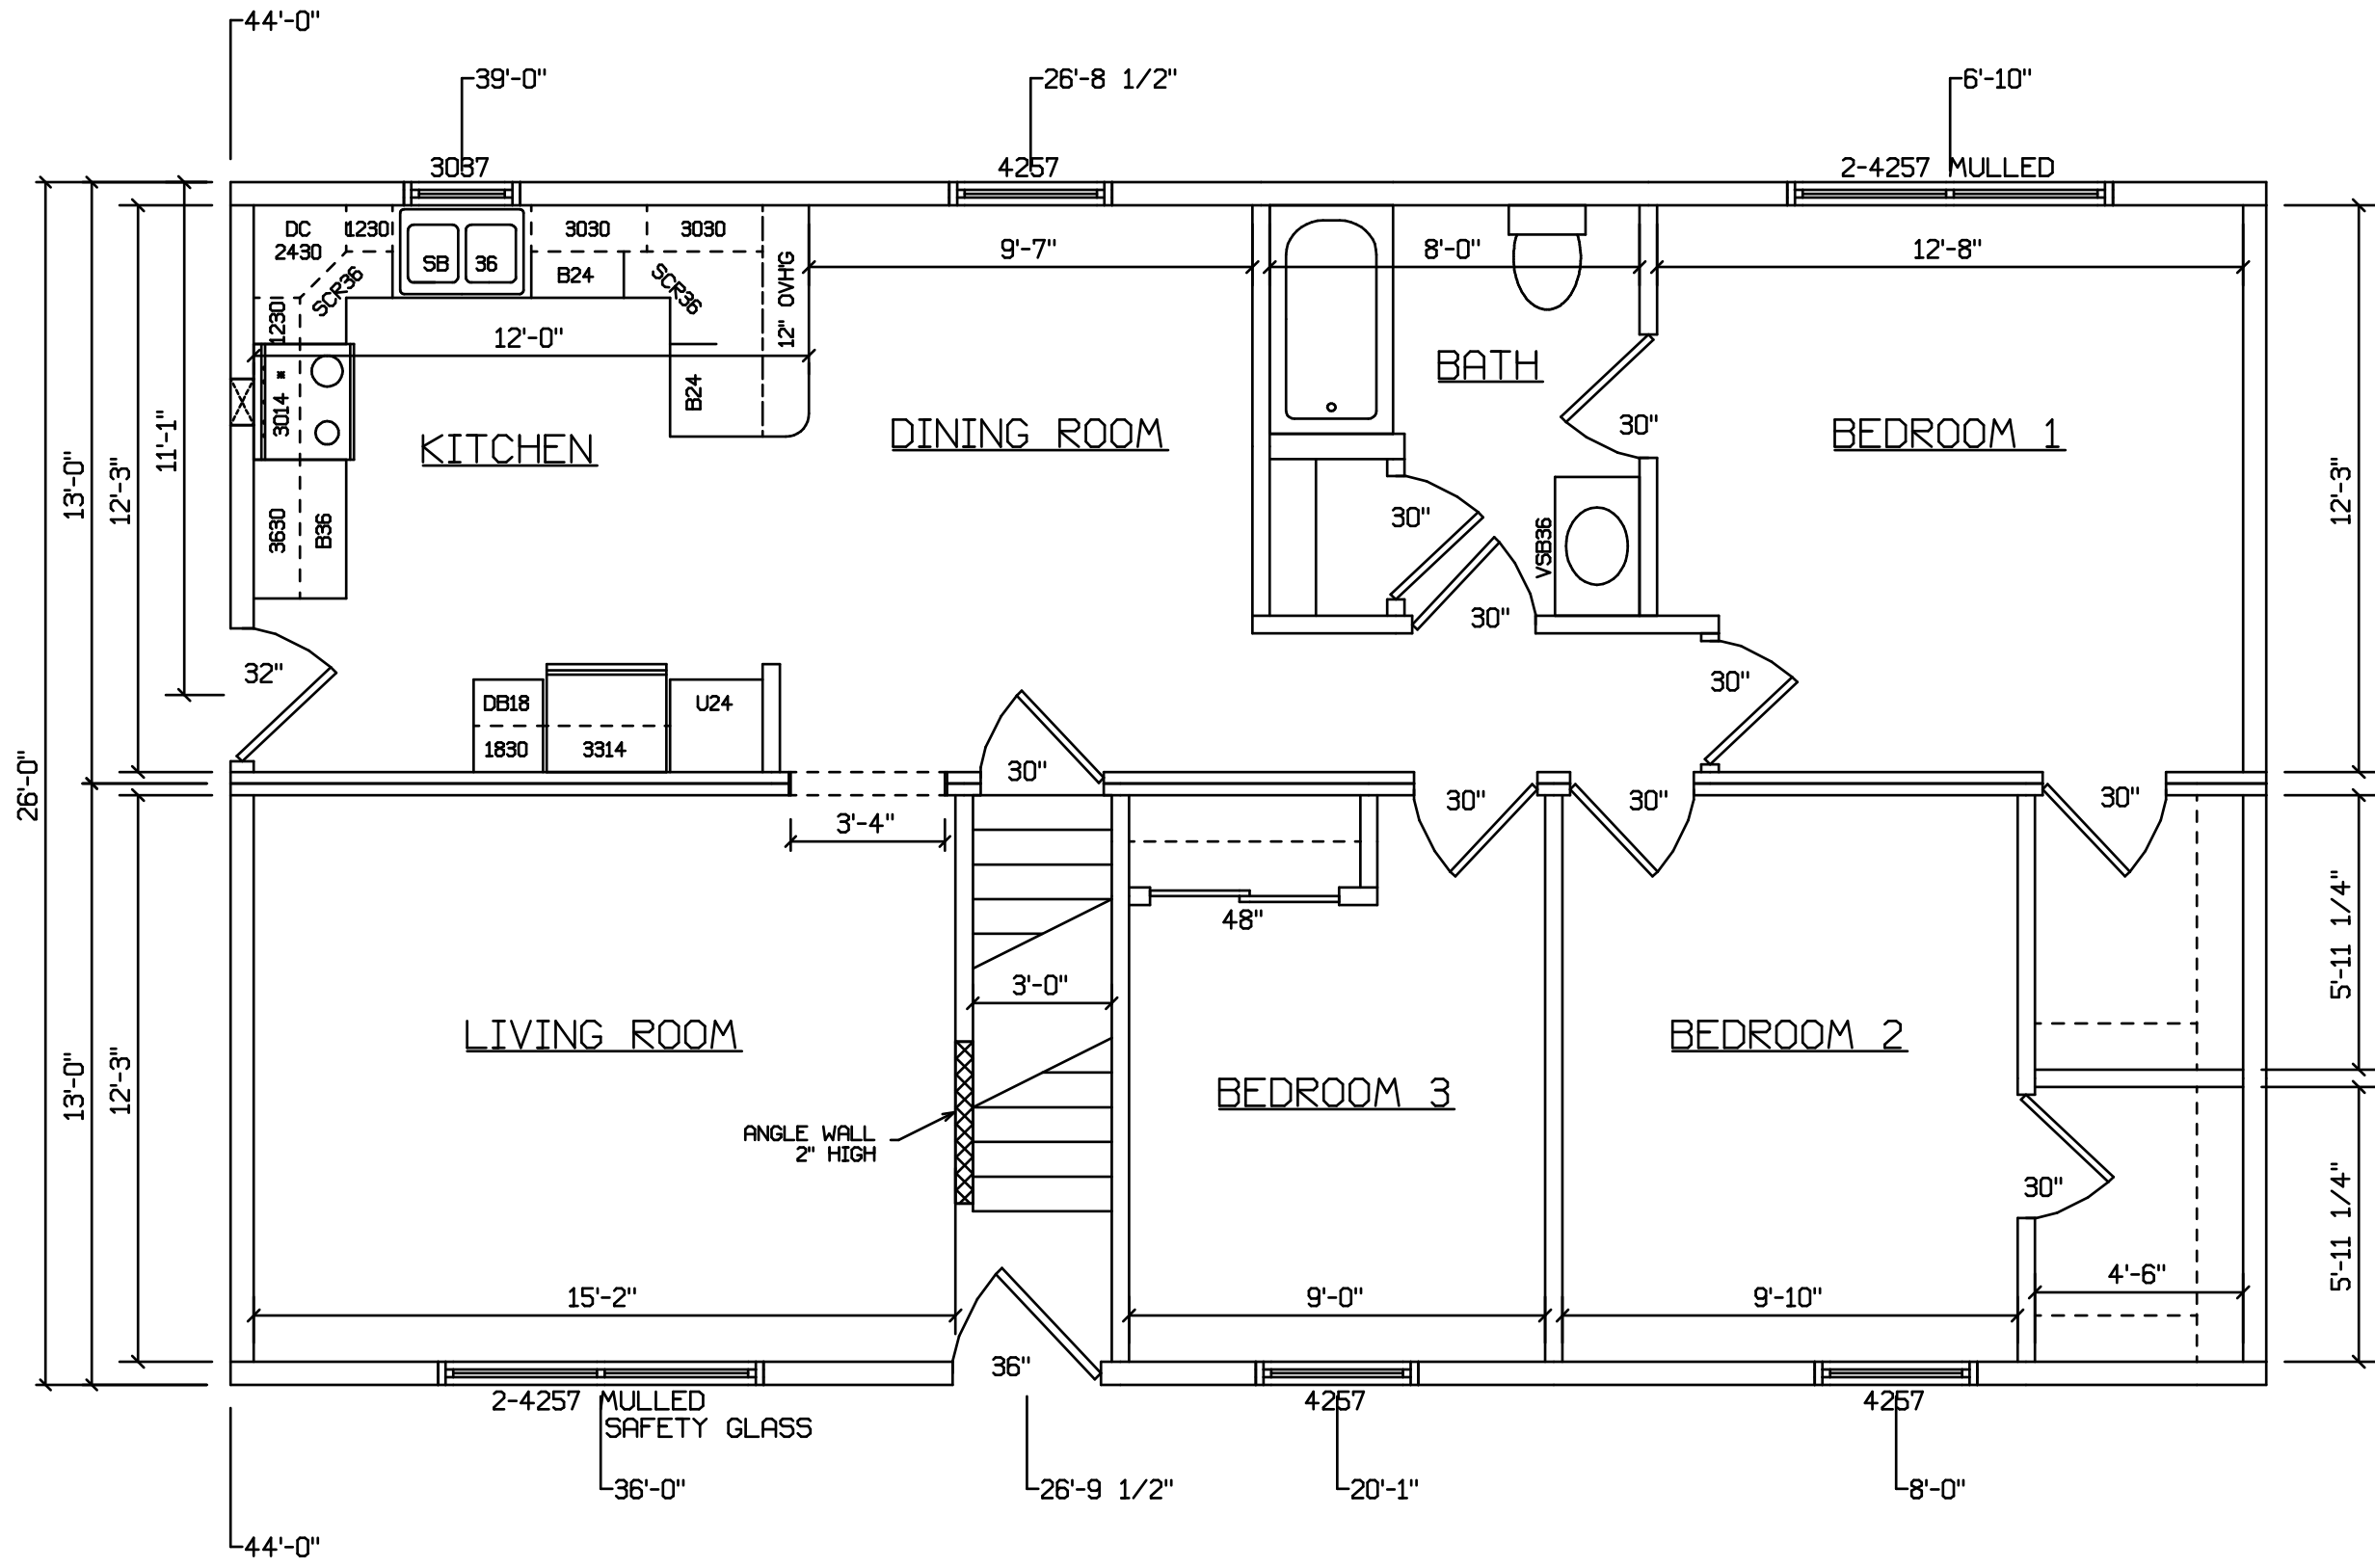 44'-0"
39'-0"
26'-8 1/2"
6'-10"
3037
4257
2-4257 MULLED
DC
2430
1230
SB 36
3030
3030
B24
SCR36
SCR36
12" OVH'G
9'-7"
8'-0"
12'-8"
1230
12'-0"
3014 *
B24
KITCHEN
DINING ROOM
BATH
30"
BEDROOM 1
11'-1"
13'-0"
12'-3"
12'-3"
3630
B36
30"
VSB36
30"
32"
30"
DB18
1830
3314
U24
30"
30"
30"
30"
26'-0"
3'-4"
48"
5'-11 1/4"
3'-0"
LIVING ROOM
BEDROOM 2
BEDROOM 3
13'-0"
12'-3"
ANGLE WALL
2" HIGH
30"
5'-11 1/4"
4'-6"
15'-2"
9'-0"
9'-10"
36"
2-4257 MULLED
SAFETY GLASS
4257
4257
36'-0"
26'-9 1/2"
20'-1"
8'-0"
44'-0"